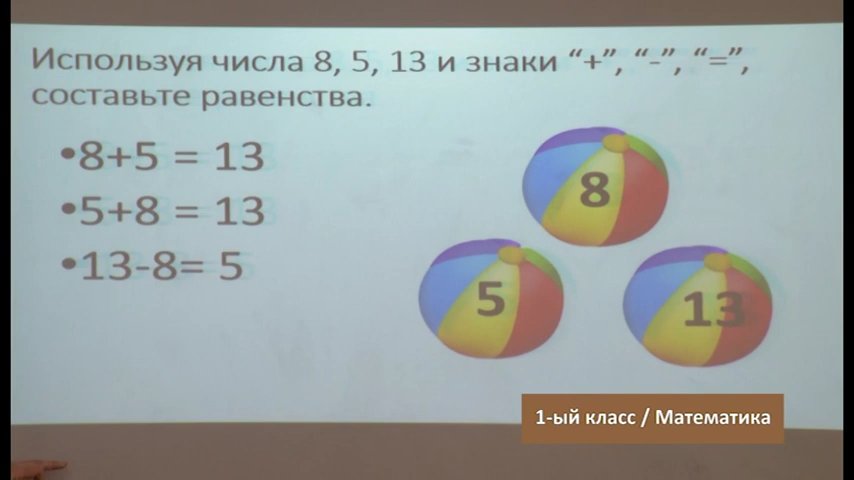 Используя числа 8, 5, 13 и знаки “+”, “-”, “=”,
составьте равенства.
•8+5 = 13
•5+8 = 13
•13-8= 5
8
5
13
1-ый класс / Математика